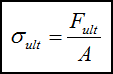 σ_ult = F_ult / A